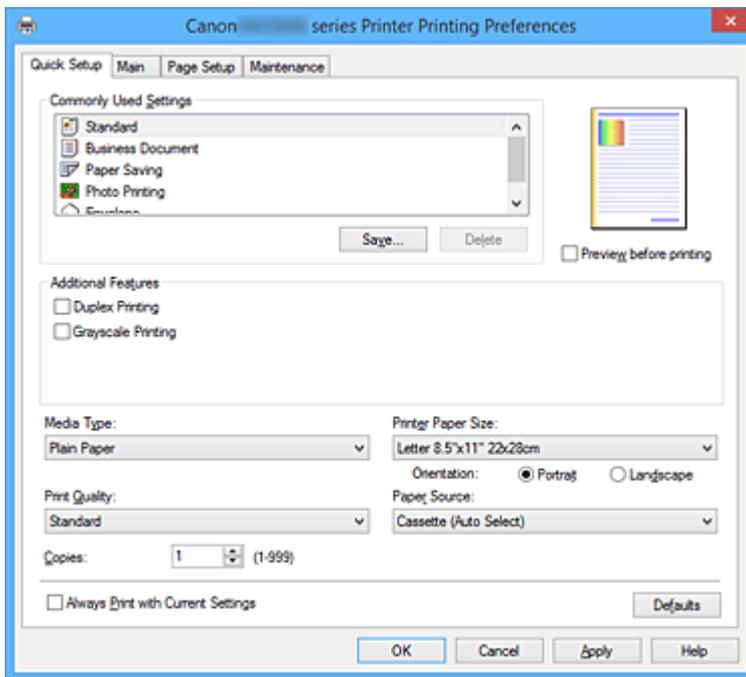 Canon series Printer Printing Preferences
Quick Setup Main Page Setup Maintenance
Commonly Used Settings
Standard
Business Document
Paper Saving
Photo Printing
Envelope
Save... Delete
Preview before printing
Additional Features
Duplex Printing
Grayscale Printing
Media Type: Printer Paper Size:
Plain Paper Letter 8.5"x11" 22x28cm
Orientation: Portrait Landscape
Print Quality: Paper Source:
Standard Cassette (Auto Select)
Copies: 1 (1-999)
Always Print with Current Settings Defaults
OK Cancel Apply Help